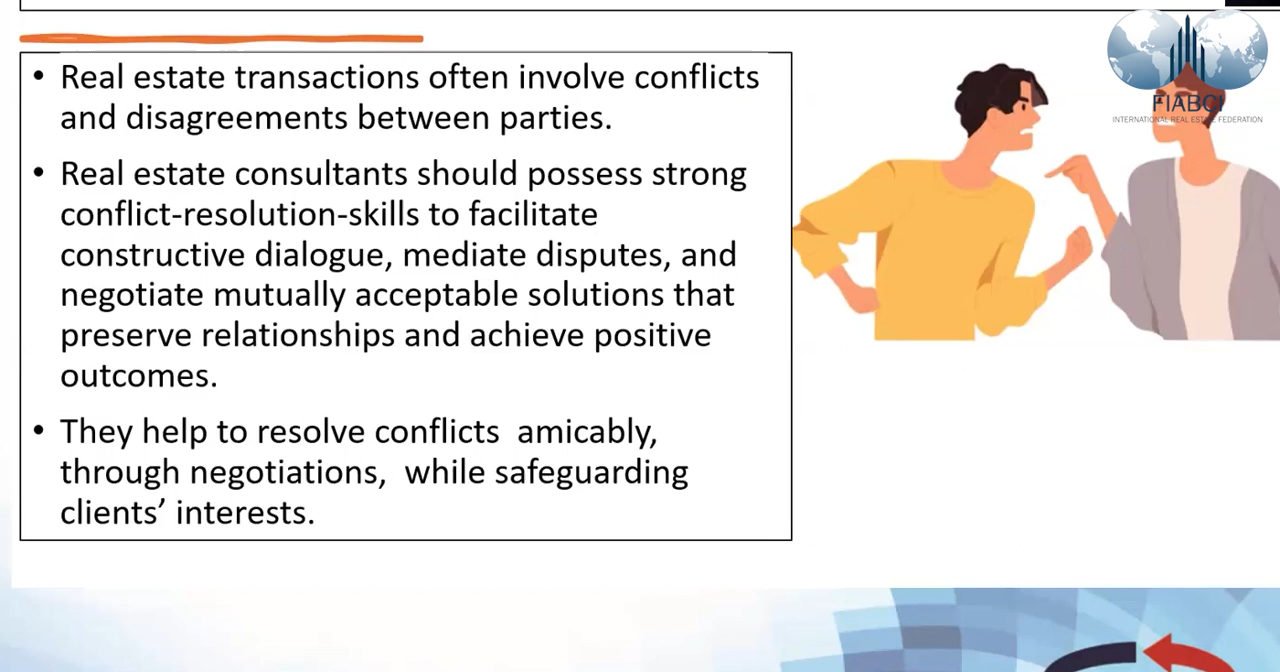 • Real estate transactions often involve conflicts
and disagreements between parties.
• Real estate consultants should possess strong
conflict-resolution-skills to facilitate
constructive dialogue, mediate disputes, and
negotiate mutually acceptable solutions that
preserve relationships and achieve positive
outcomes.
• They help to resolve conflicts  amicably,
through negotiations,  while safeguarding
clients’ interests.
FIABCI
INTERNATIONAL REAL ESTATE FEDERATION